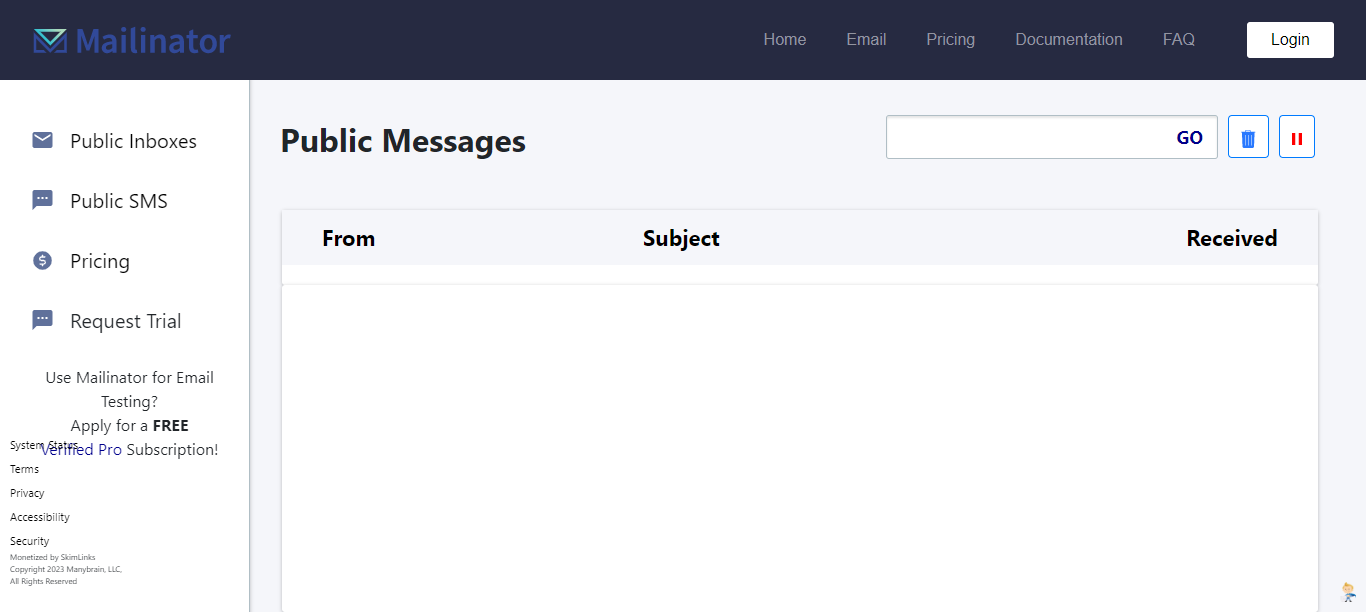 Mailinator
Home
Email
Pricing
Documentation
FAQ
Login
Public Inboxes
Public SMS
Pricing
Request Trial
Use Mailinator for Email
Testing?
Apply for a FREE
Verified Pro Subscription!
System Status
Terms
Privacy
Accessibility
Security
Monetized by SkimLinks
Copyright 2023 Manybrain, LLC,
All Rights Reserved
Public Messages
GO
From
Subject
Received